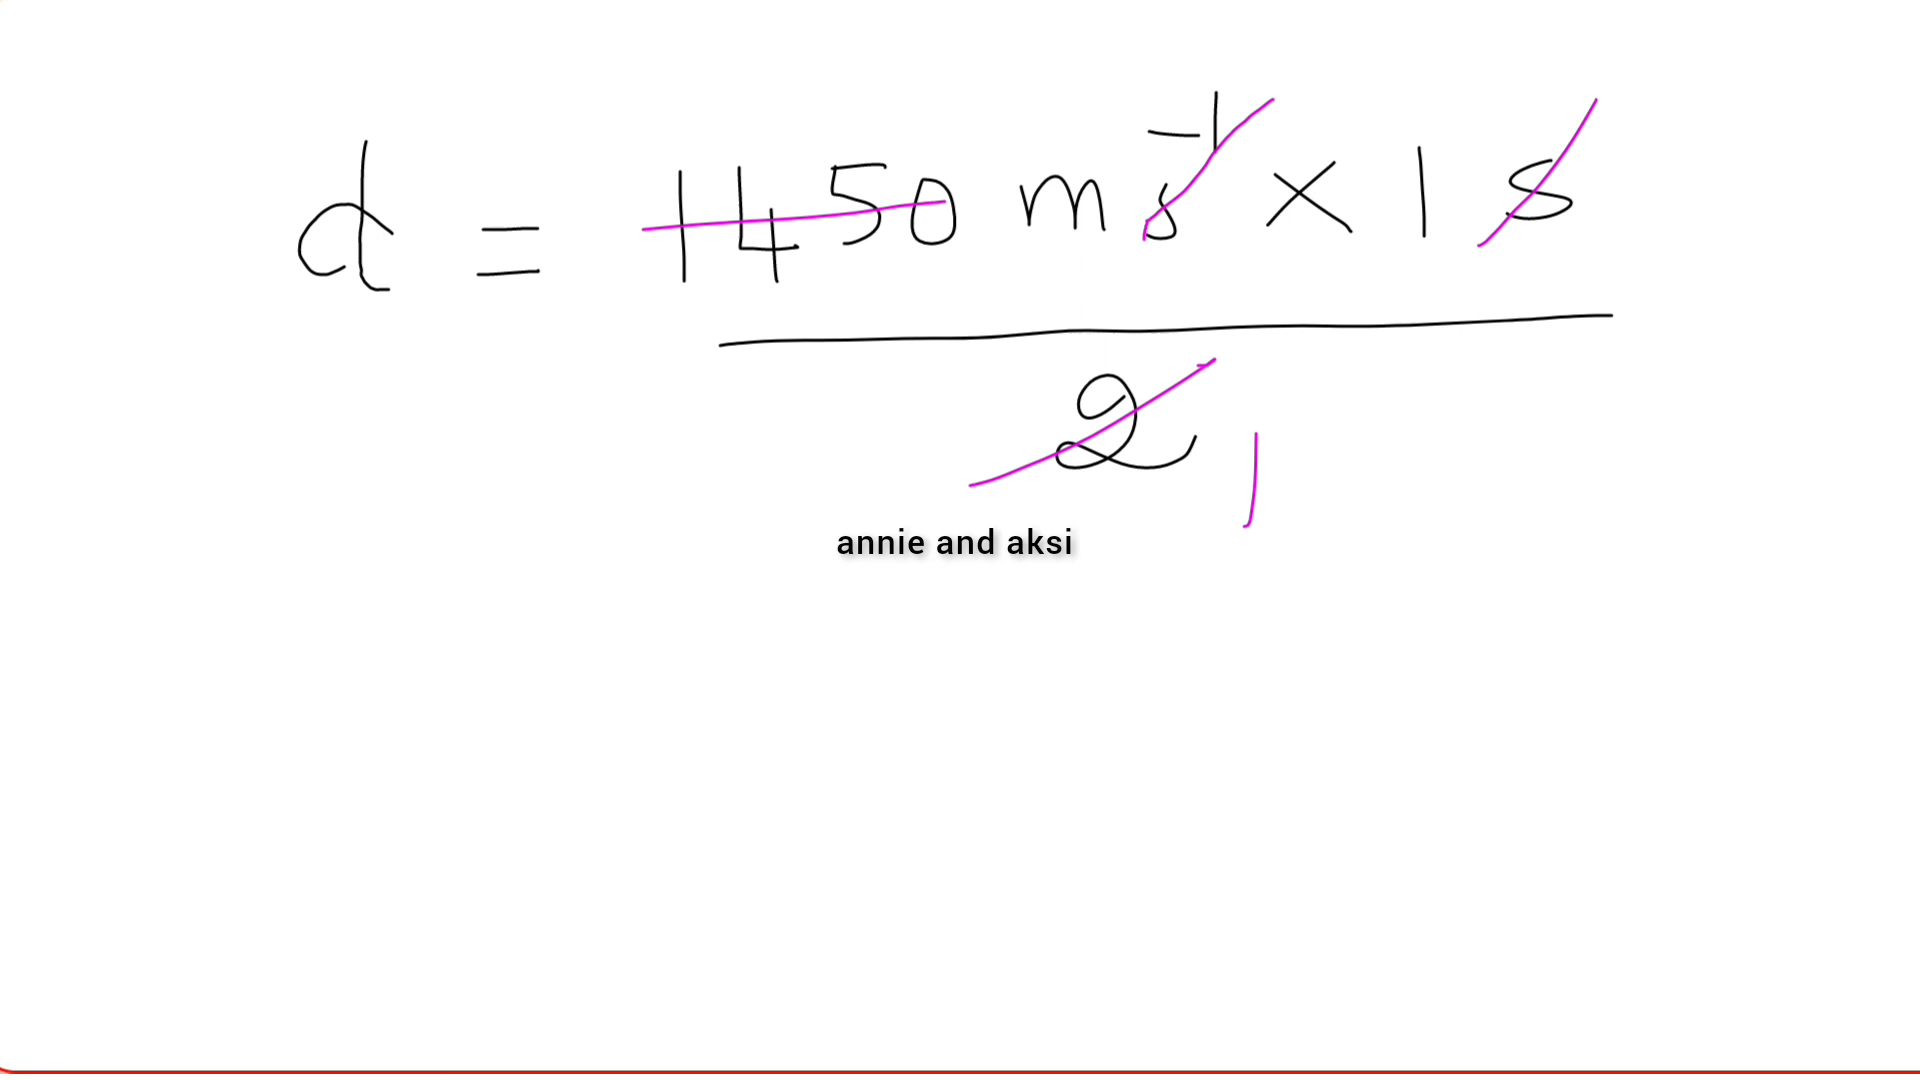 d = 1450 ms⁻¹ × 1 s
2 1
annie and aksi